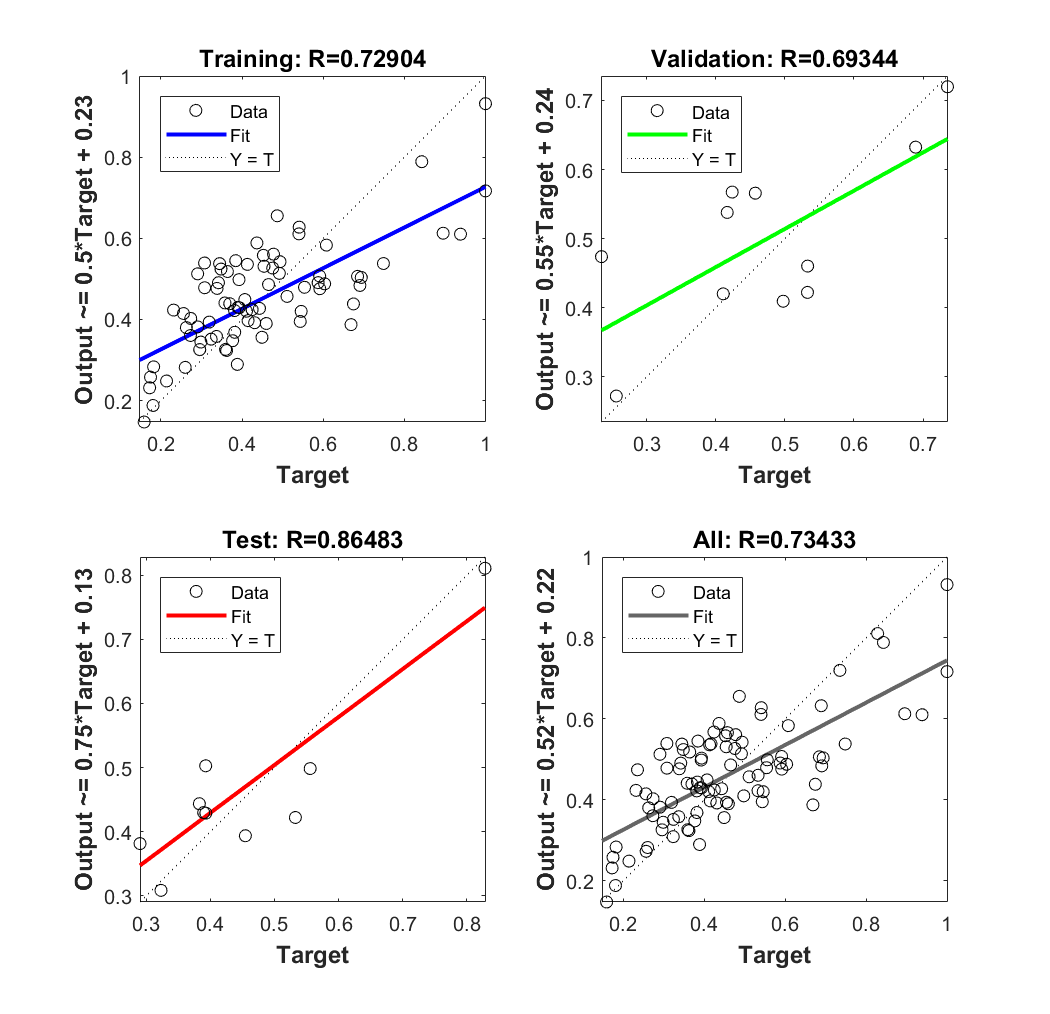 Training: R=0.72904
Output ~= 0.5*Target + 0.23
1
0.8
0.6
0.4
0.2
Data
Fit
Y = T
0.2 0.4 0.6 0.8 1
Target
Validation: R=0.69344
Output ~= 0.55*Target + 0.24
0.7
0.6
0.5
0.4
0.3
Data
Fit
Y = T
0.3 0.4 0.5 0.6 0.7
Target
Test: R=0.86483
Output ~= 0.75*Target + 0.13
0.8
0.7
0.6
0.5
0.4
0.3
Data
Fit
Y = T
0.3 0.4 0.5 0.6 0.7 0.8
Target
All: R=0.73433
Output ~= 0.52*Target + 0.22
1
0.8
0.6
0.4
0.2
Data
Fit
Y = T
0.2 0.4 0.6 0.8 1
Target